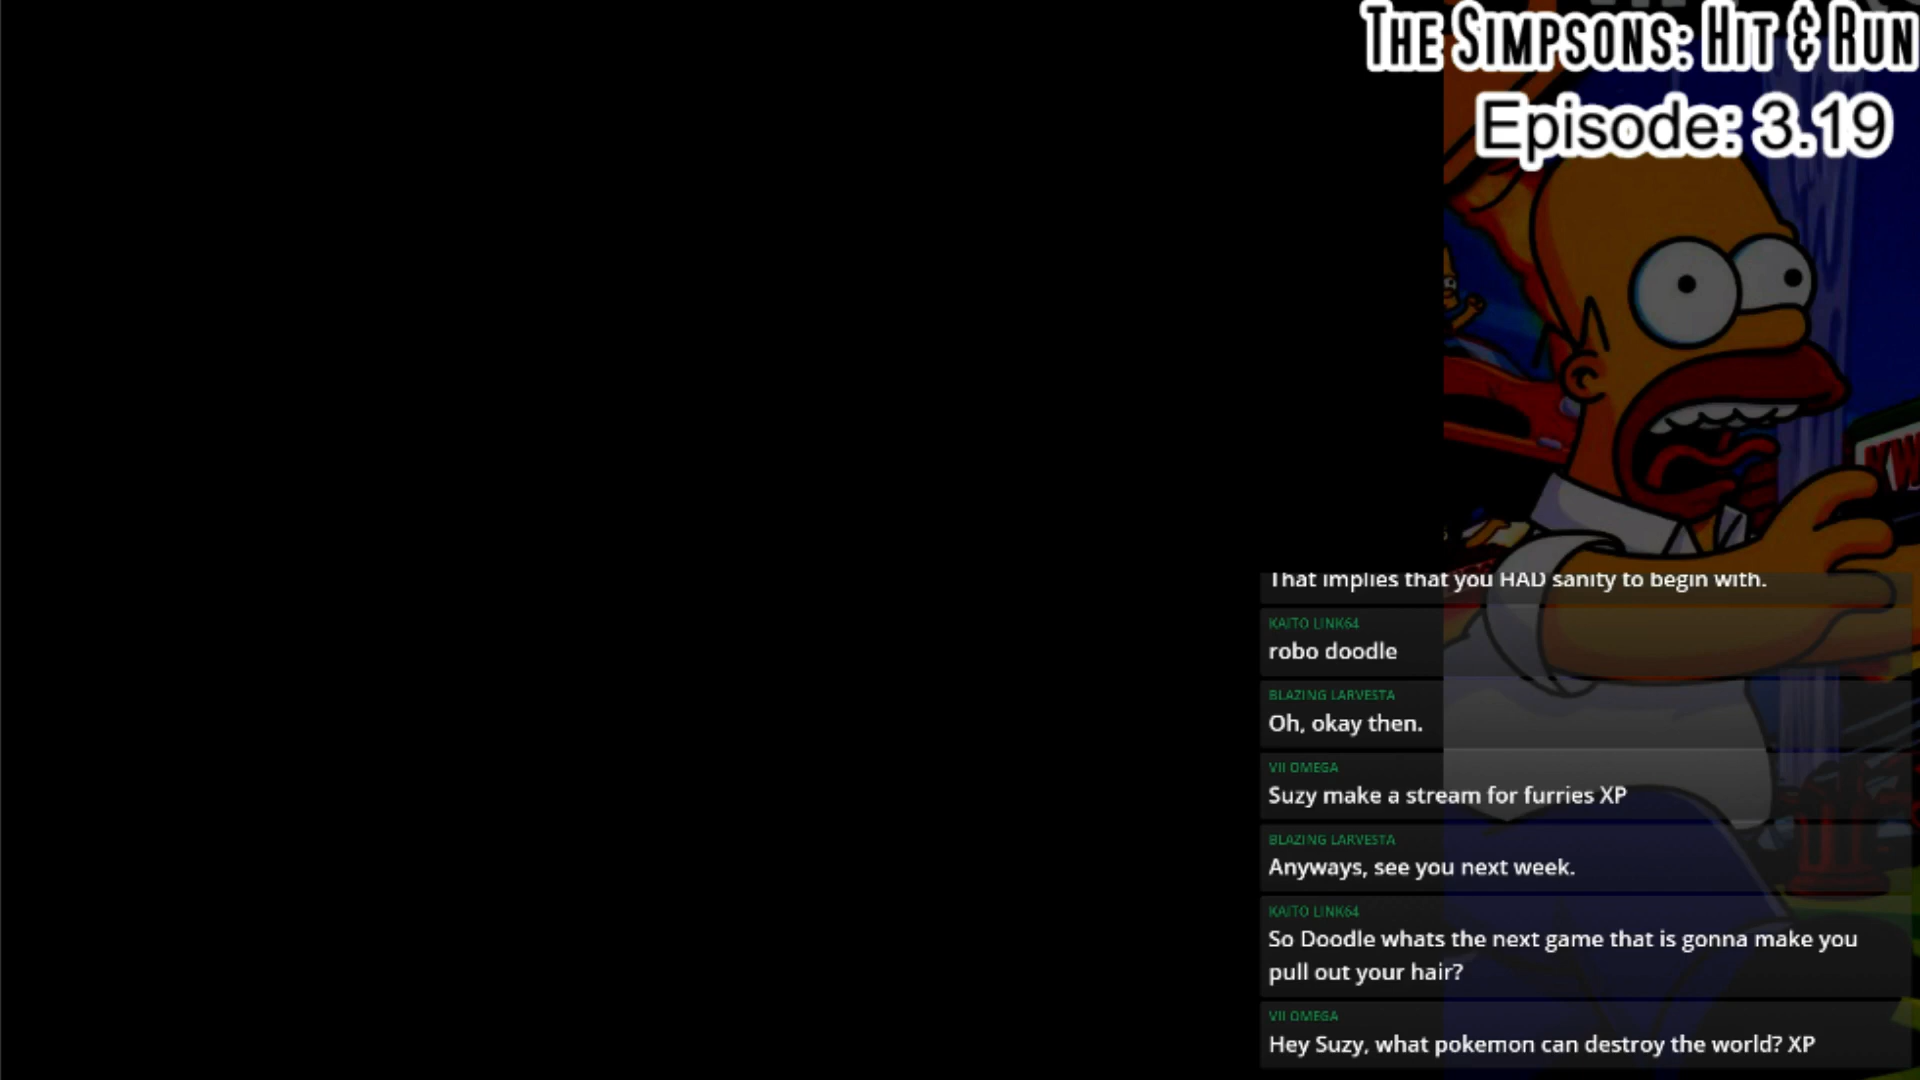 The Simpsons: Hit & Run
Episode: 3.19
That implies that you HAD sanity to begin with.
KAITO LINK64
robo doodle
BLAZING LARVESTA
Oh, okay then.
VII OMEGA
Suzy make a stream for furries XP
BLAZING LARVESTA
Anyways, see you next week.
KAITO LINK64
So Doodle whats the next game that is gonna make you
pull out your hair?
VII OMEGA
Hey Suzy, what pokemon can destroy the world? XP